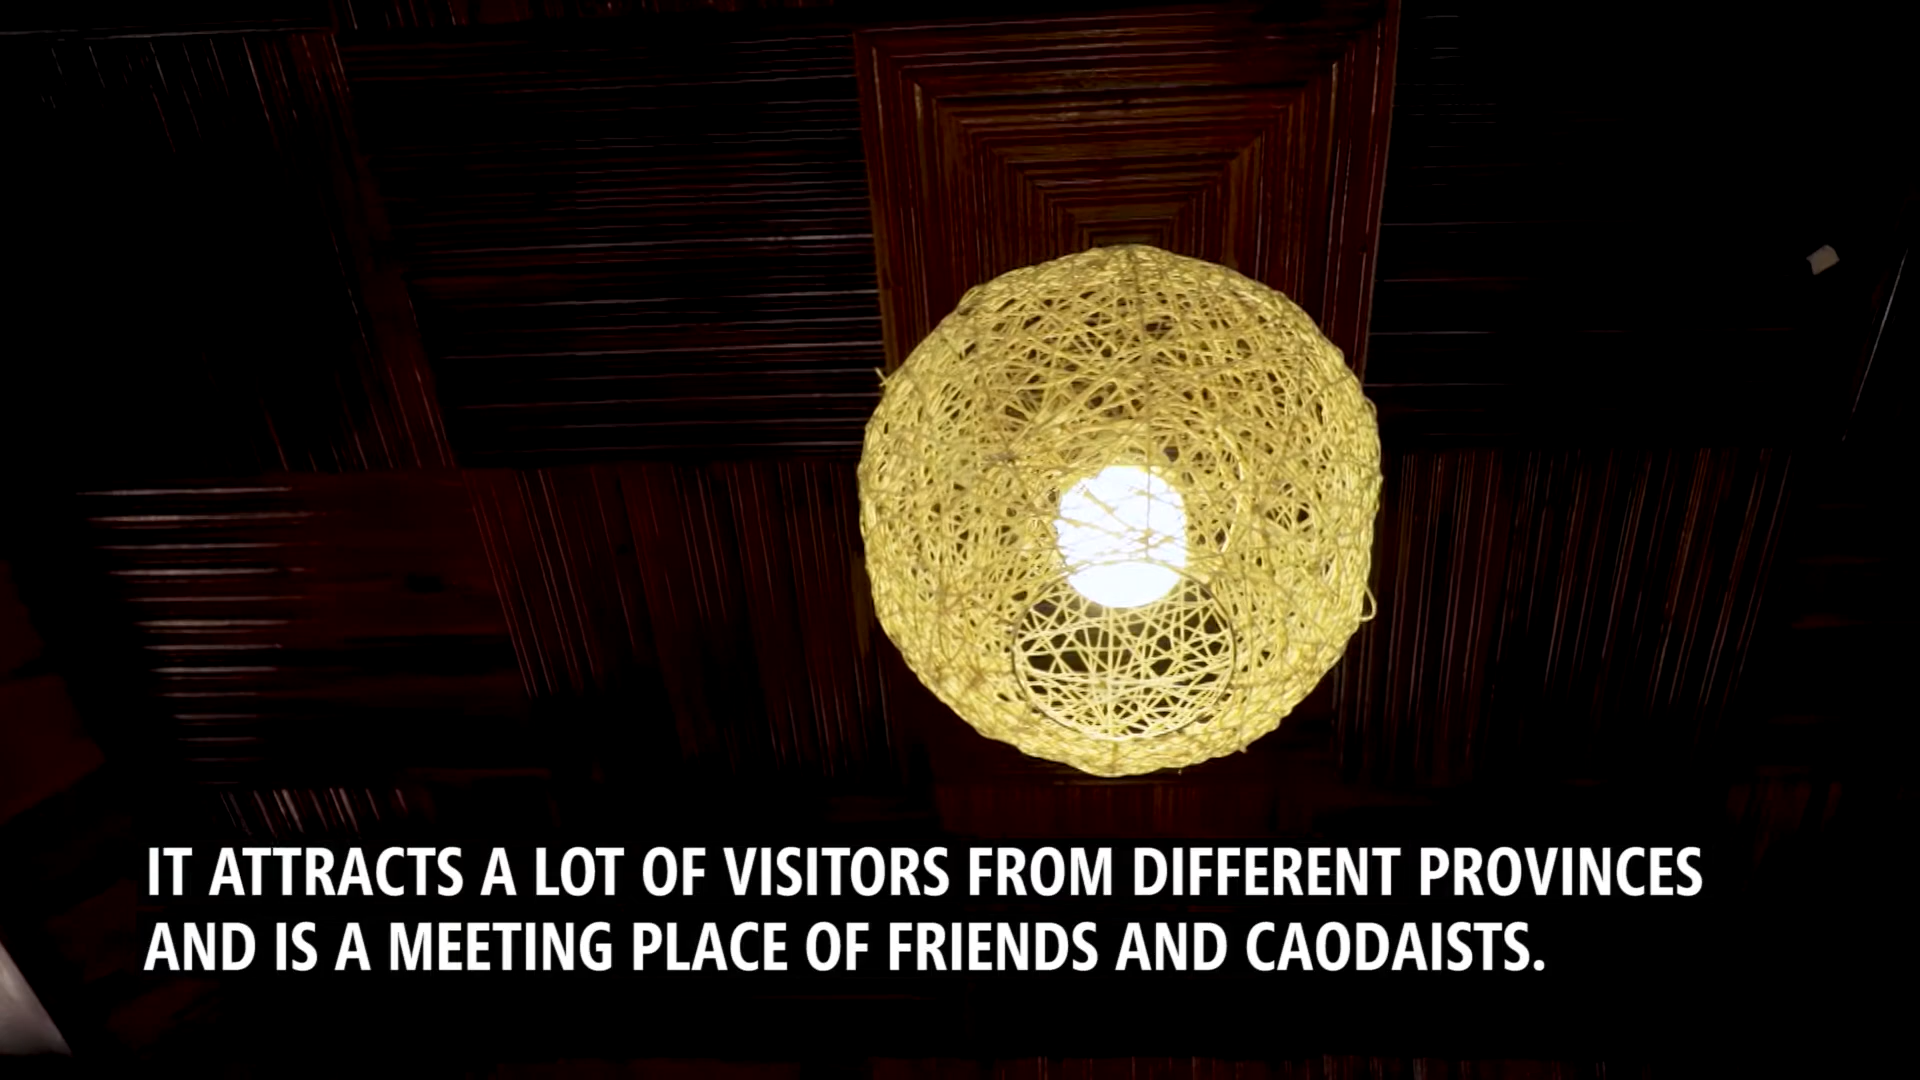 IT ATTRACTS A LOT OF VISITORS FROM DIFFERENT PROVINCES
AND IS A MEETING PLACE OF FRIENDS AND CAODAISTS.